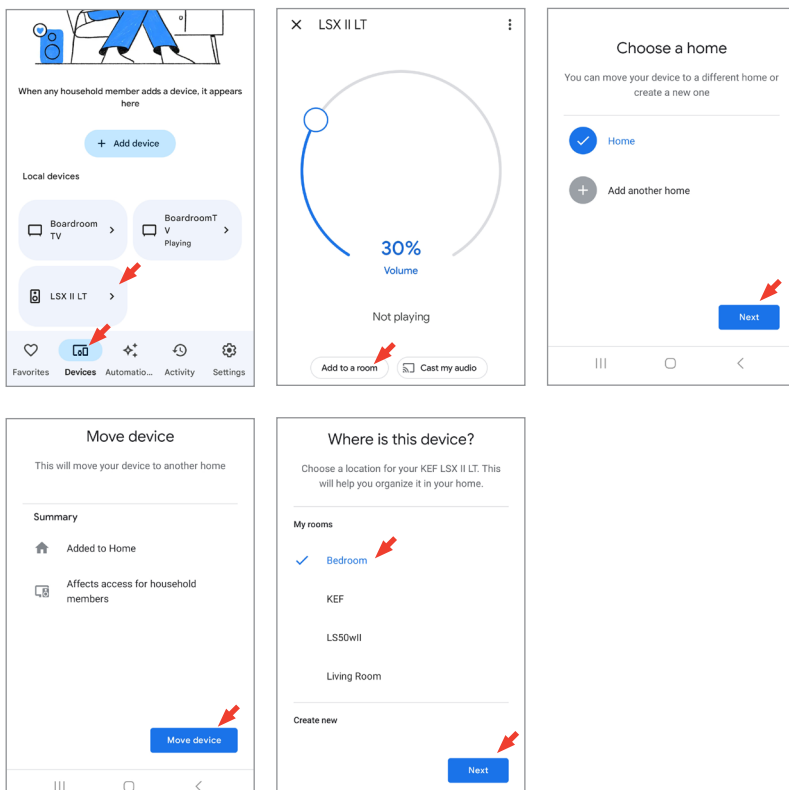 When any household member adds a device, it appears
here
+ Add device
Local devices
Boardroom
TV
BoardroomT
V
Playing
LSX II LT
Favorites
Devices
Automatio...
Activity
Settings
LSX II LT
30%
Volume
Not playing
Add to a room
Cast my audio
Choose a home
You can move your device to a different home or
create a new one
Home
Add another home
Next
Move device
This will move your device to another home
Summary
Added to Home
Affects access for household
members
Move device
Where is this device?
Choose a location for your KEF LSX II LT. This
will help you organize it in your home.
My rooms
Bedroom
KEF
LS50wII
Living Room
Create new
Next